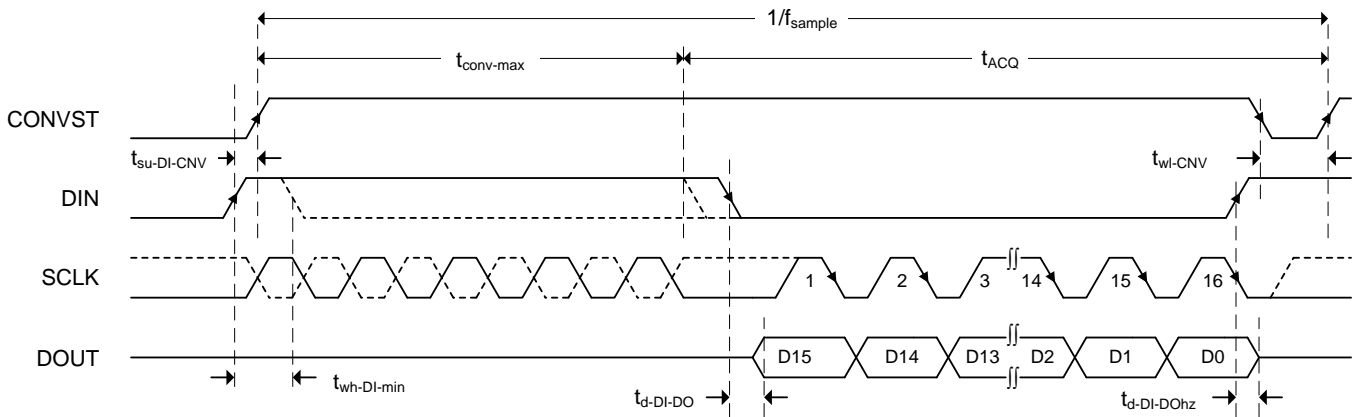 1/fsample
tconv-max tACQ
CONVST
tsu-DI-CNV twl-CNV
DIN
SCLK 1 2 3 14 15 16
DOUT D15 D14 D13 D2 D1 D0
twh-DI-min td-DI-DO td-DI-DOhz